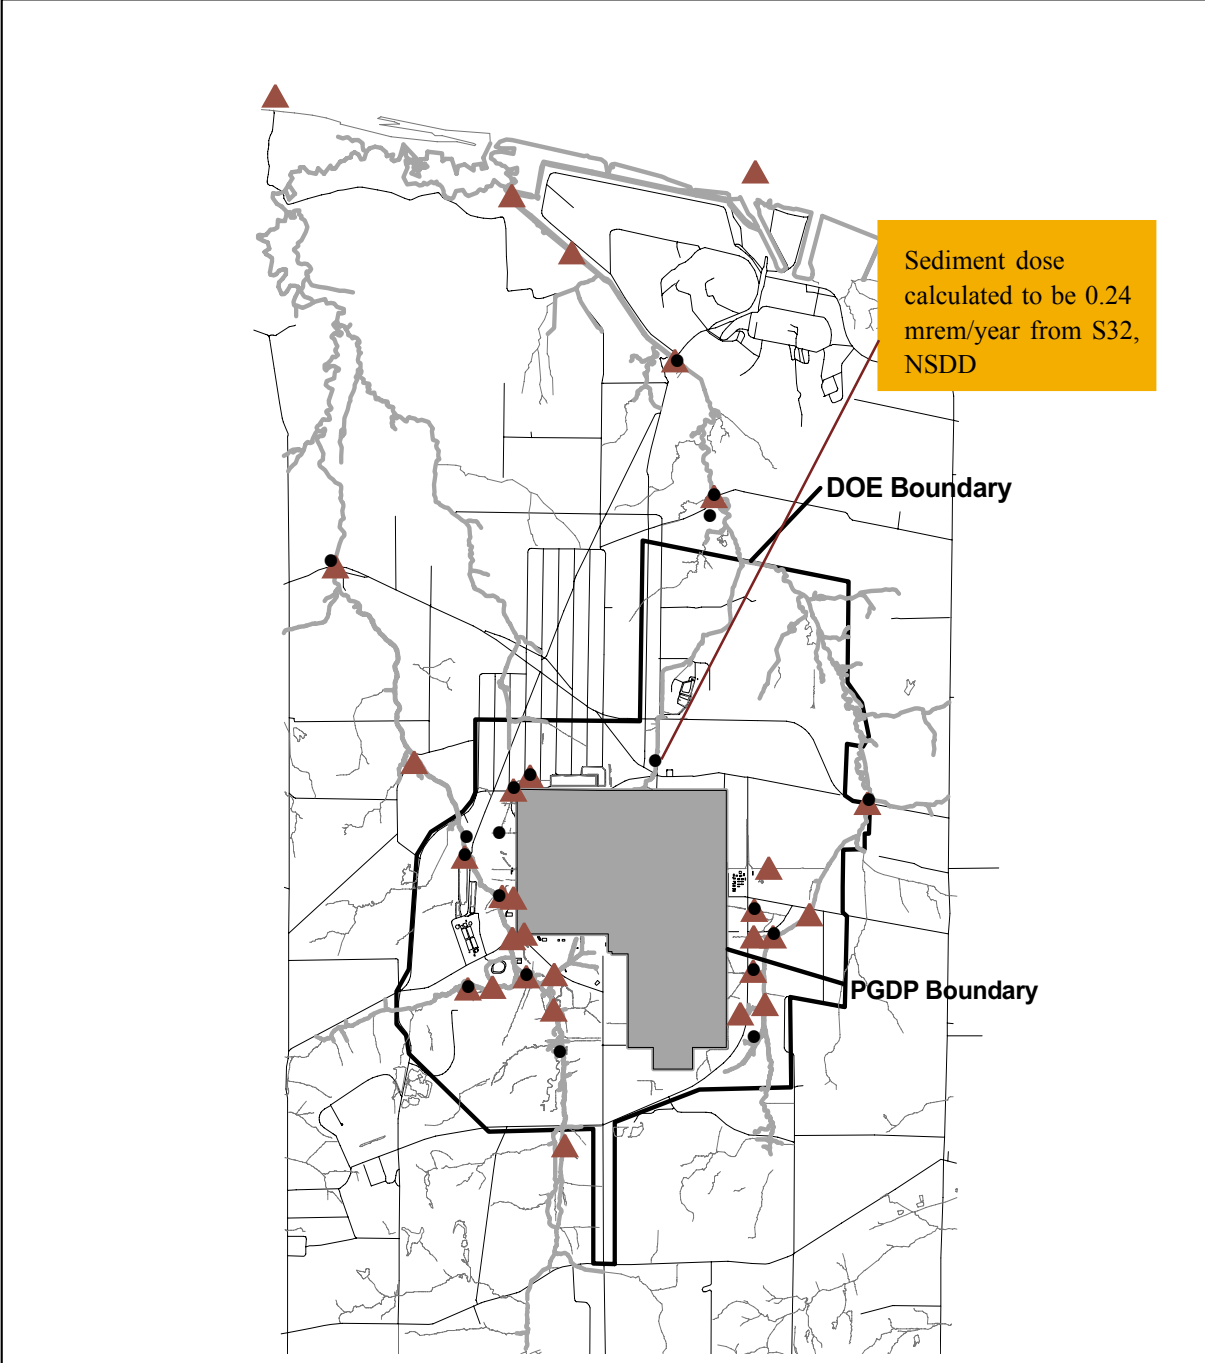 Sediment dose
calculated to be 0.24
mrem/year from S32,
NSDD
DOE Boundary
PGDP Boundary